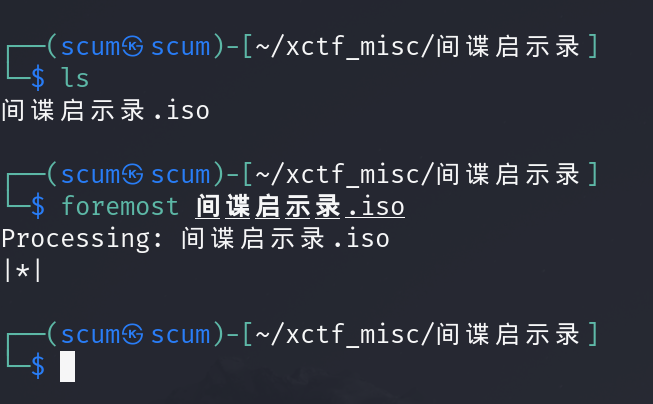 ┌──(scum㉿scum)-[~/xctf_misc/间谍启示录]
└─$ ls
间谍启示录.iso
┌──(scum㉿scum)-[~/xctf_misc/间谍启示录]
└─$ foremost 间谍启示录.iso
Processing: 间谍启示录.iso
|*|
┌──(scum㉿scum)-[~/xctf_misc/间谍启示录]
└─$